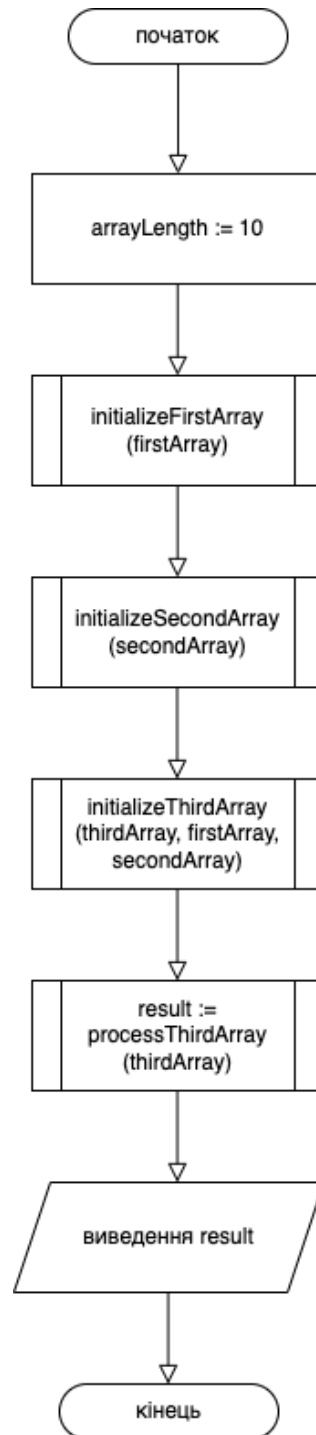 початок
arrayLength := 10
initializeFirstArray
(firstArray)
initializeSecondArray
(secondArray)
initializeThirdArray
(thirdArray, firstArray,
secondArray)
result :=
processThirdArray
(thirdArray)
виведення result
кінець